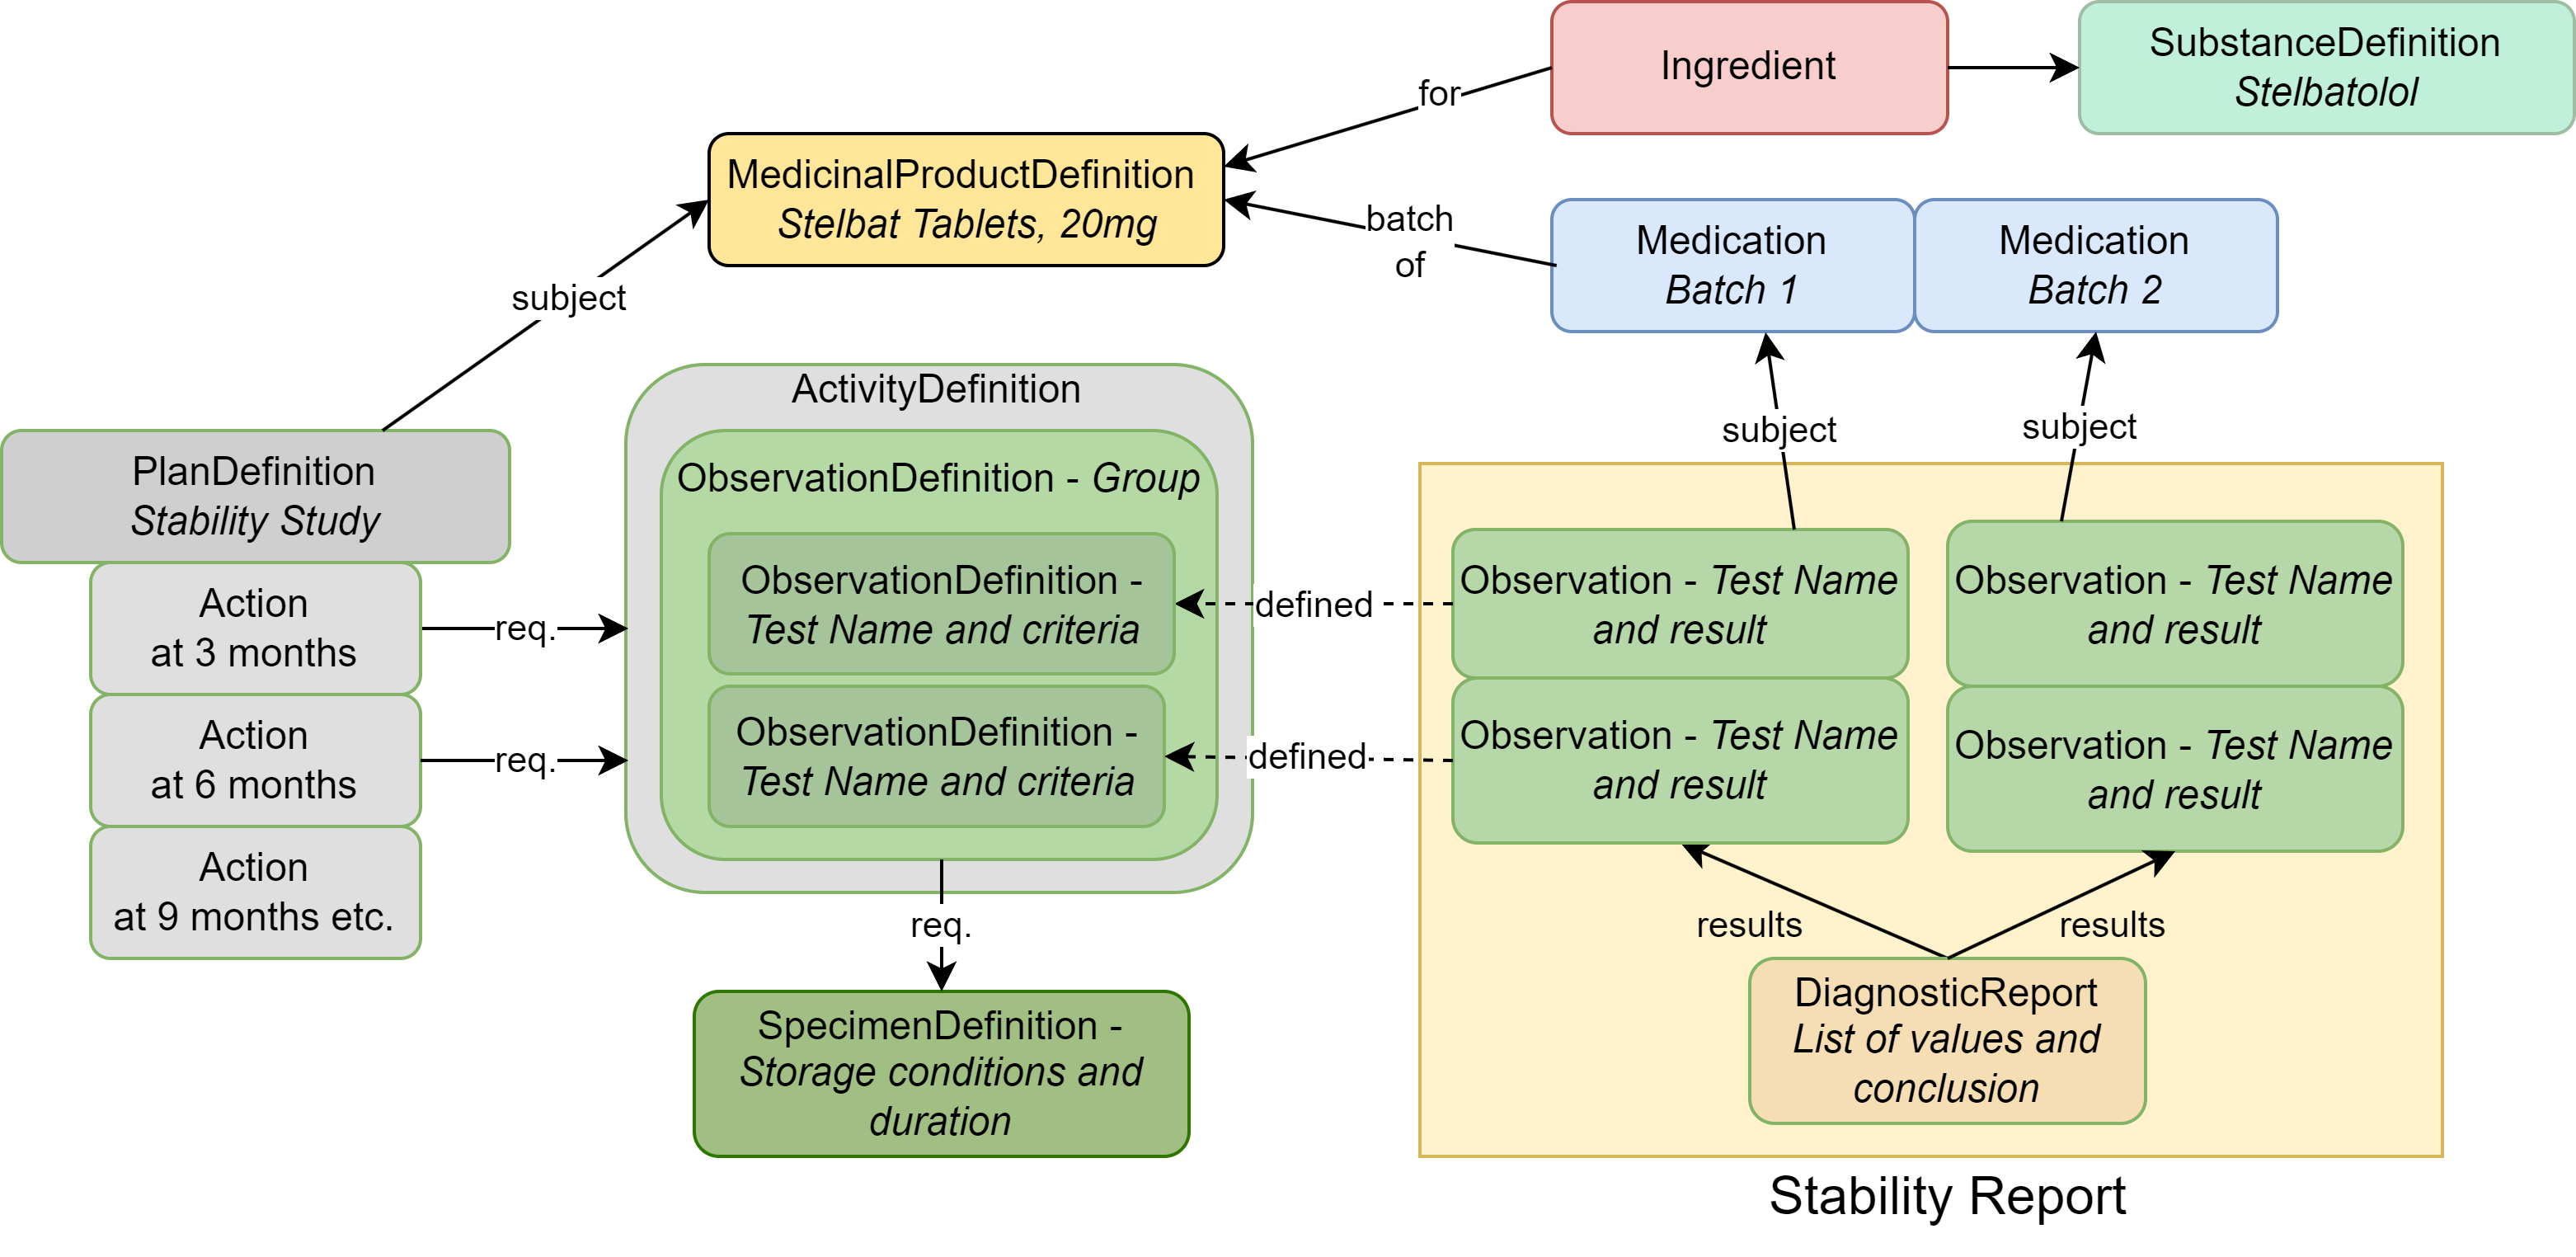 Ingredient
SubstanceDefinition
Stelbatolol
for
MedicinalProductDefinition
Stelbat Tablets, 20mg
batch
of
Medication
Batch 1
Medication
Batch 2
subject
subject
subject
ActivityDefinition
ObservationDefinition - Group
ObservationDefinition -
Test Name and criteria
ObservationDefinition -
Test Name and criteria
PlanDefinition
Stability Study
Action
at 3 months
Action
at 6 months
Action
at 9 months etc.
req.
req.
req.
SpecimenDefinition -
Storage conditions and
duration
defined
defined
Observation - Test Name
and result
Observation - Test Name
and result
Observation - Test Name
and result
Observation - Test Name
and result
results
results
DiagnosticReport
List of values and
conclusion
Stability Report